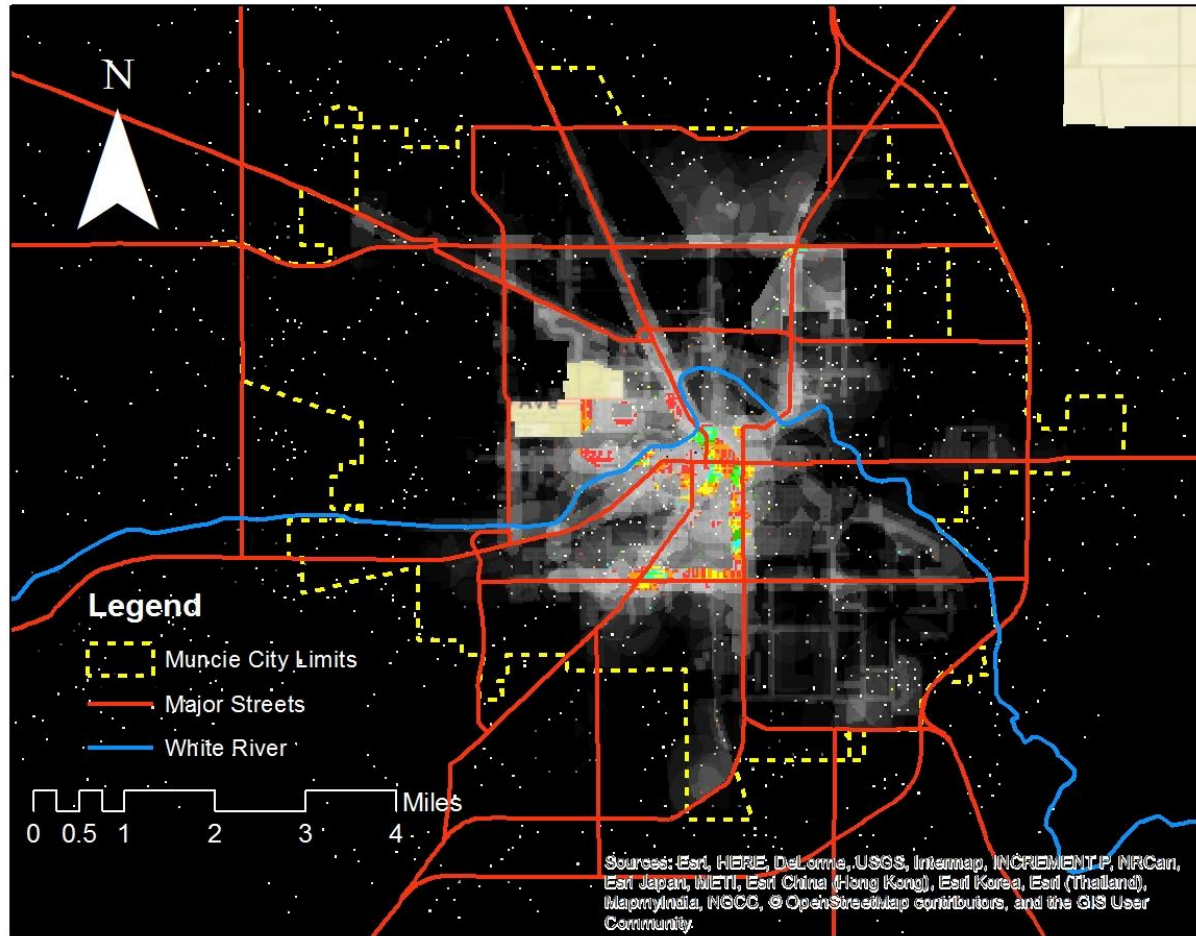 N
Ave
Legend
Muncie City Limits
Major Streets
White River
Miles
0 0.5 1 2 3 4
Sources: Esri, HERE, DeLorme, USGS, Intermap, INCREMENT P, NRCan,
Esri Japan, METI, Esri China (Hong Kong), Esri Korea, Esri (Thailand),
MapmyIndia, NGCC, © OpenStreetMap contributors, and the GIS User
Community